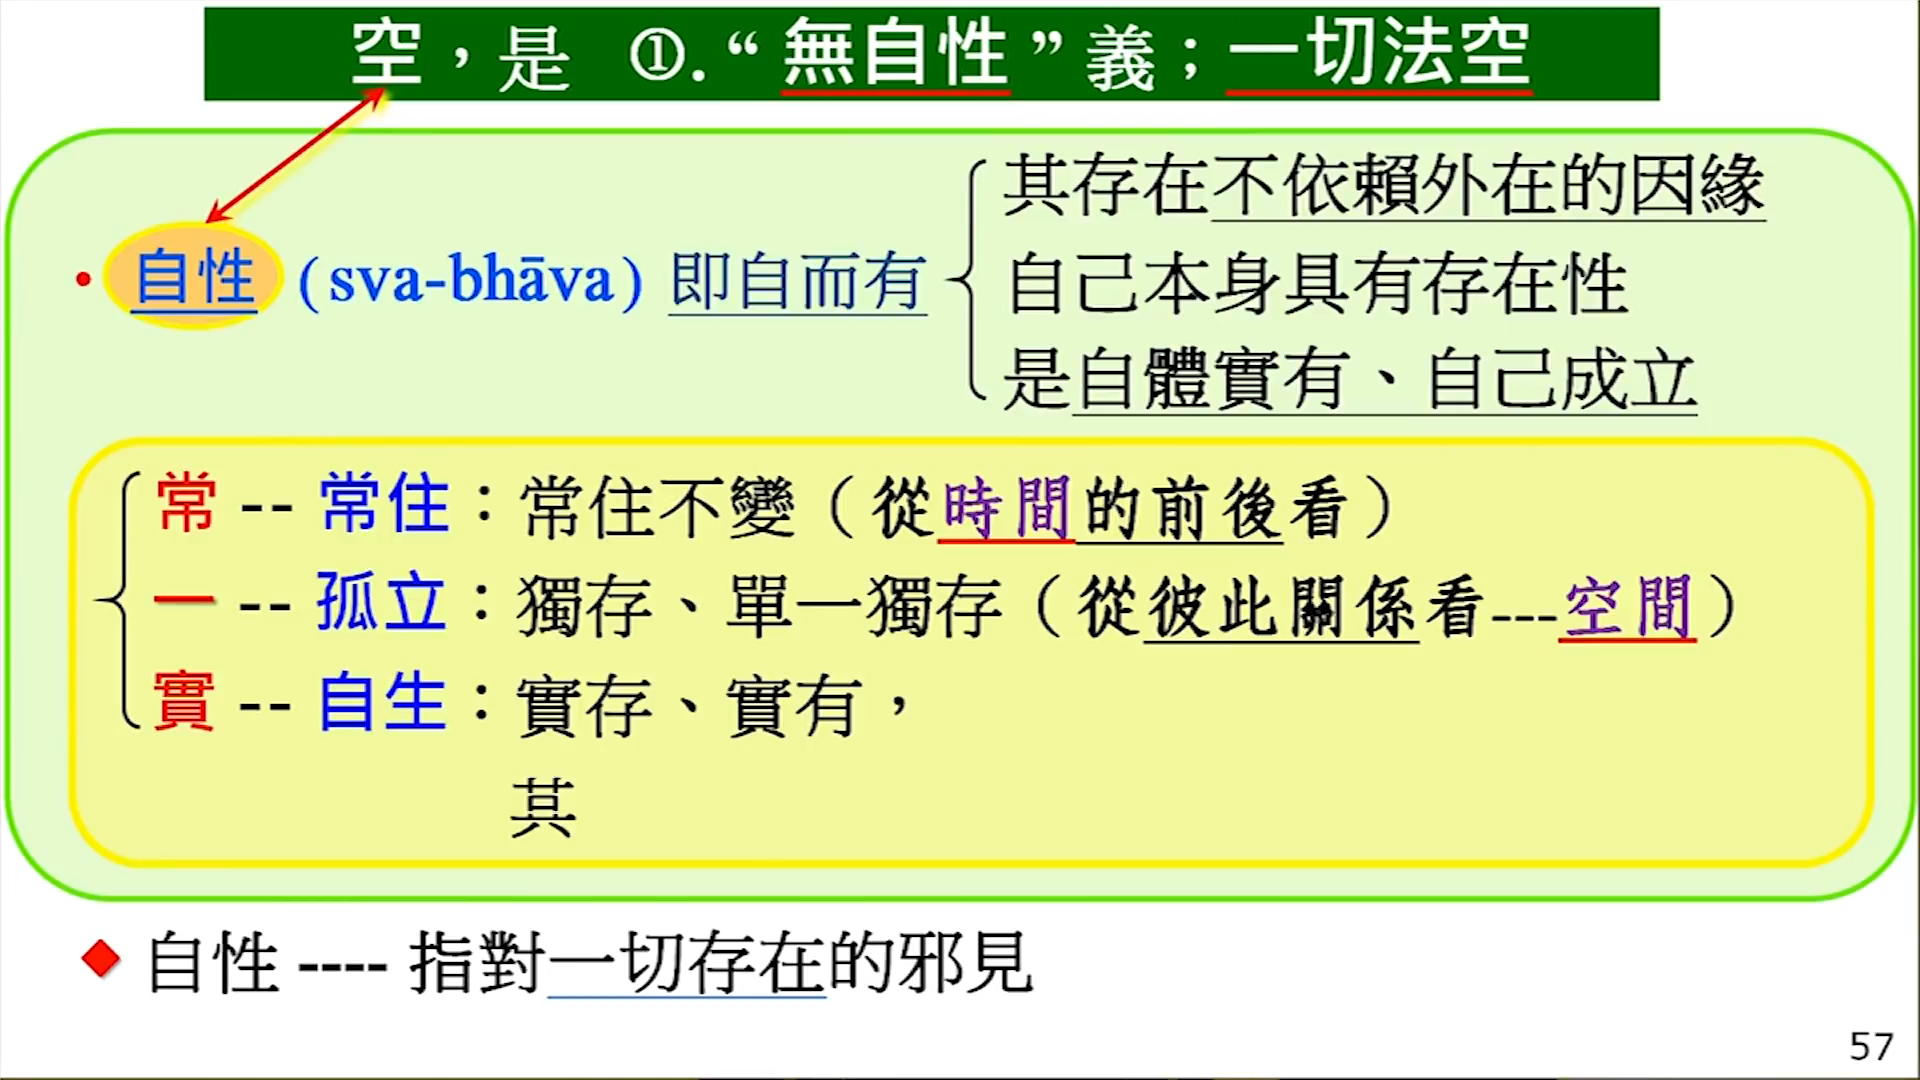 空，是 ①.“無自性”義；一切法空
• 自性 (sva-bhāva) 即自而有
其存在不依賴外在的因緣
自己本身具有存在性
是自體實有、自己成立
常 -- 常住：常住不變（從時間的前後看）
一 -- 孤立：獨存、單一獨存（從彼此關係看---空間）
實 -- 自生：實存、實有，
其
◆ 自性 ---- 指對一切存在的邪見
57